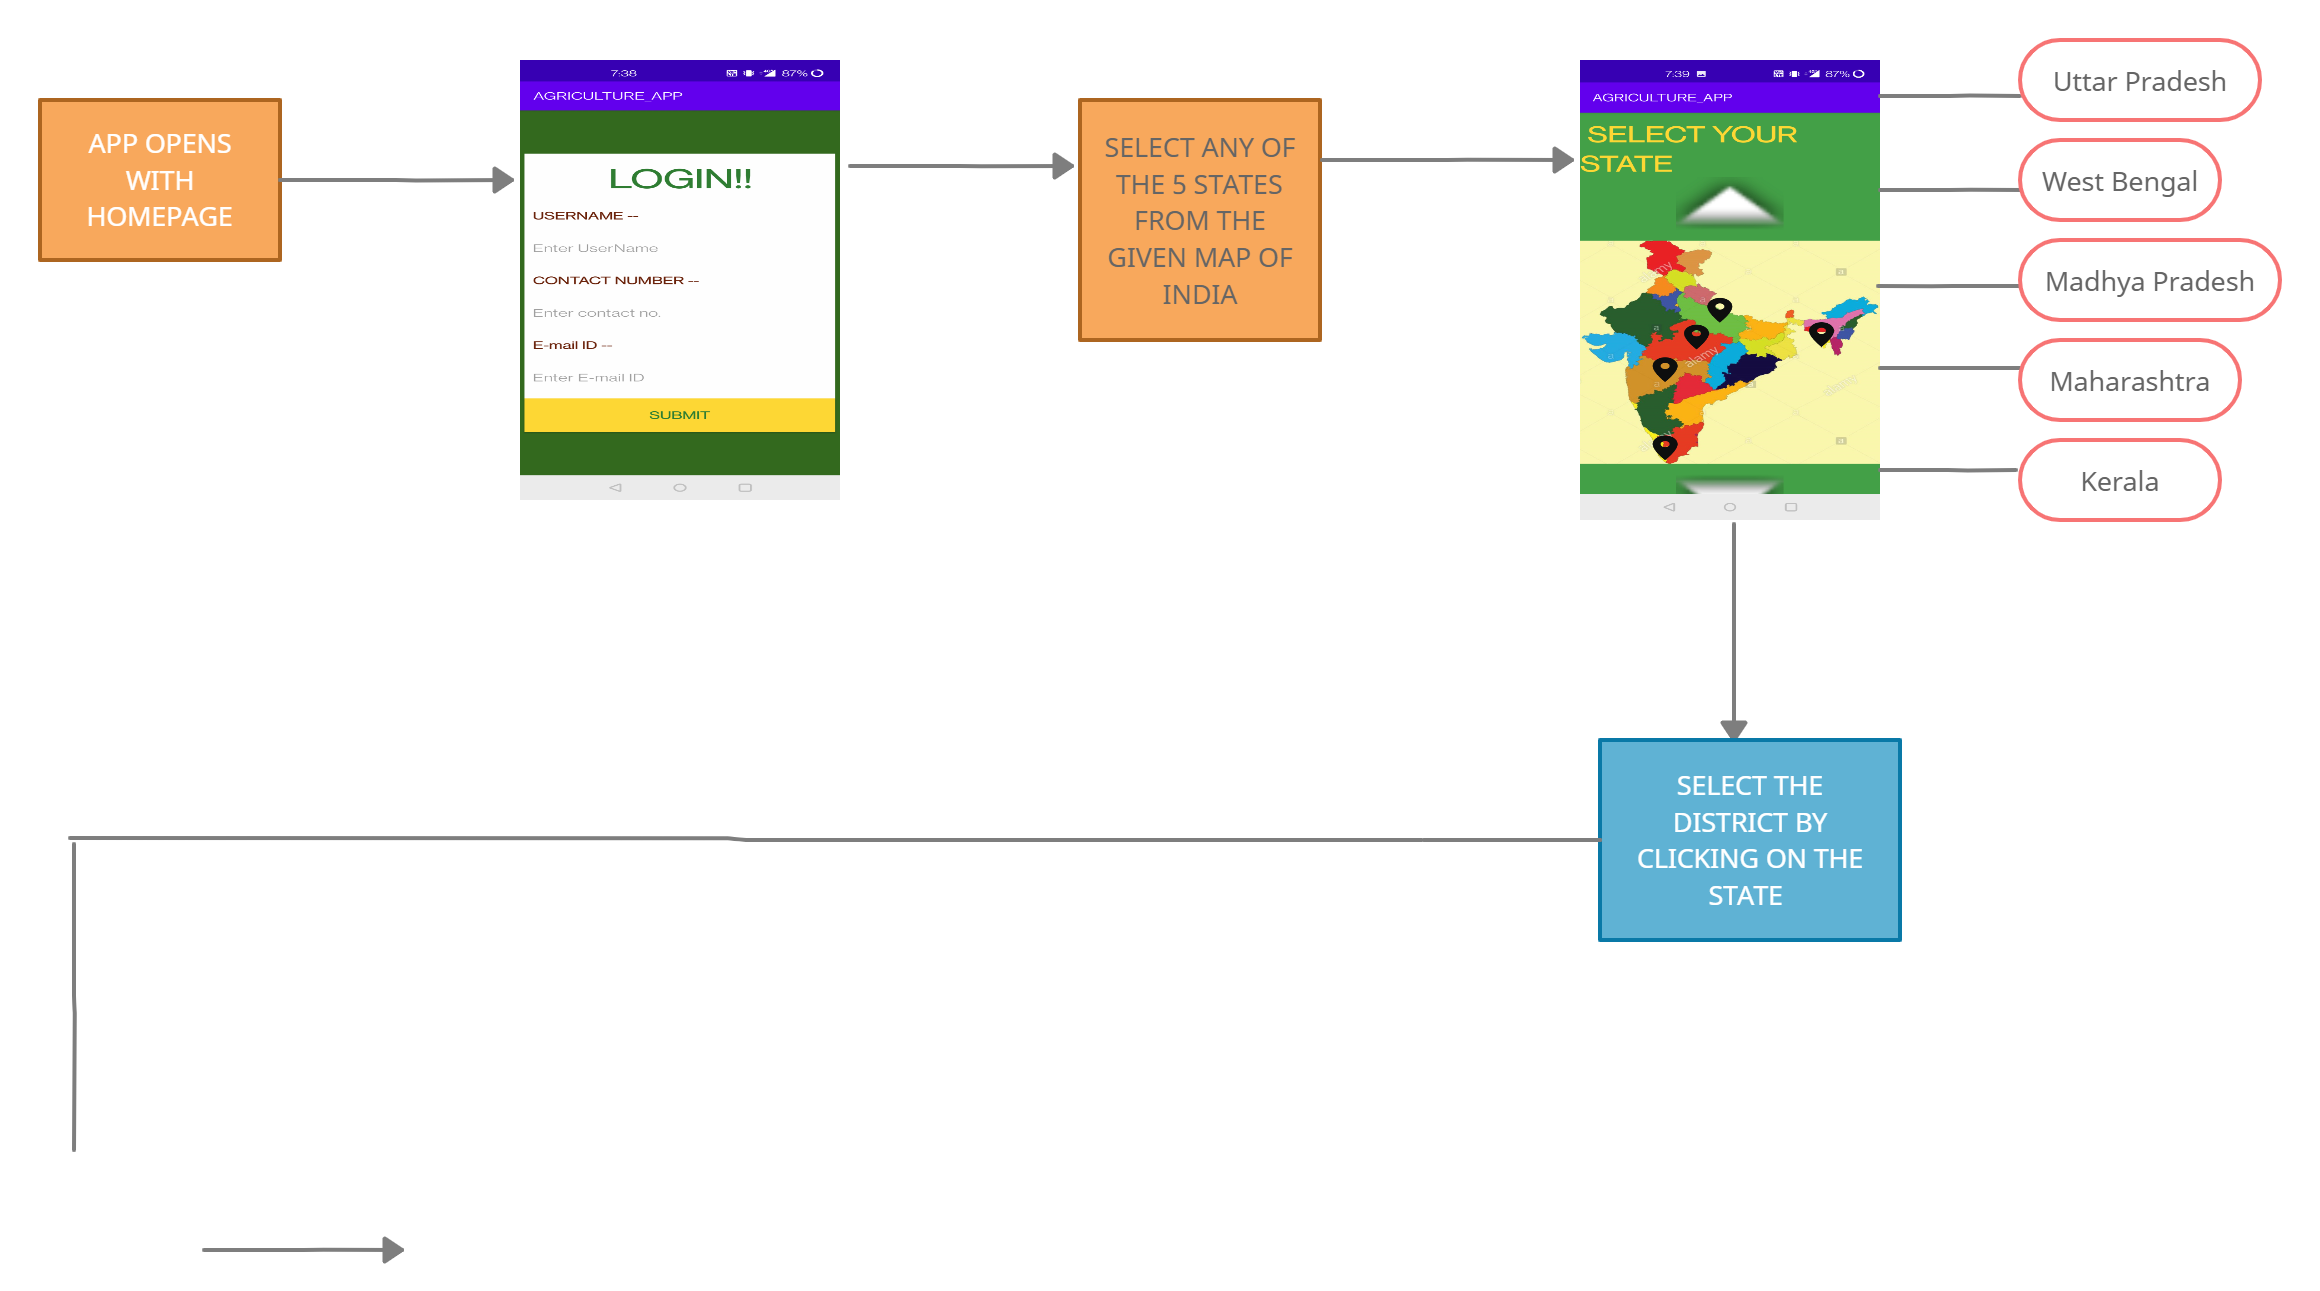 APP OPENS
WITH
HOMEPAGE
7:38
87%
AGRICULTURE_APP
LOGIN!!
USERNAME --
Enter UserName
CONTACT NUMBER --
Enter contact no.
E-mail ID --
Enter E-mail ID
SUBMIT
SELECT ANY OF
THE 5 STATES
FROM THE
GIVEN MAP OF
INDIA
7:39
87%
AGRICULTURE_APP
SELECT YOUR
STATE
alamy
Uttar Pradesh
West Bengal
Madhya Pradesh
Maharashtra
Kerala
SELECT THE
DISTRICT BY
CLICKING ON THE
STATE